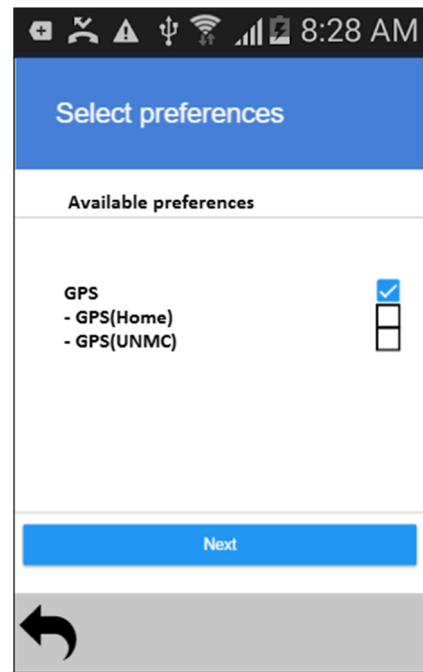 8:28 AM
Select preferences
Available preferences
GPS
- GPS(Home)
- GPS(UNMC)
Next